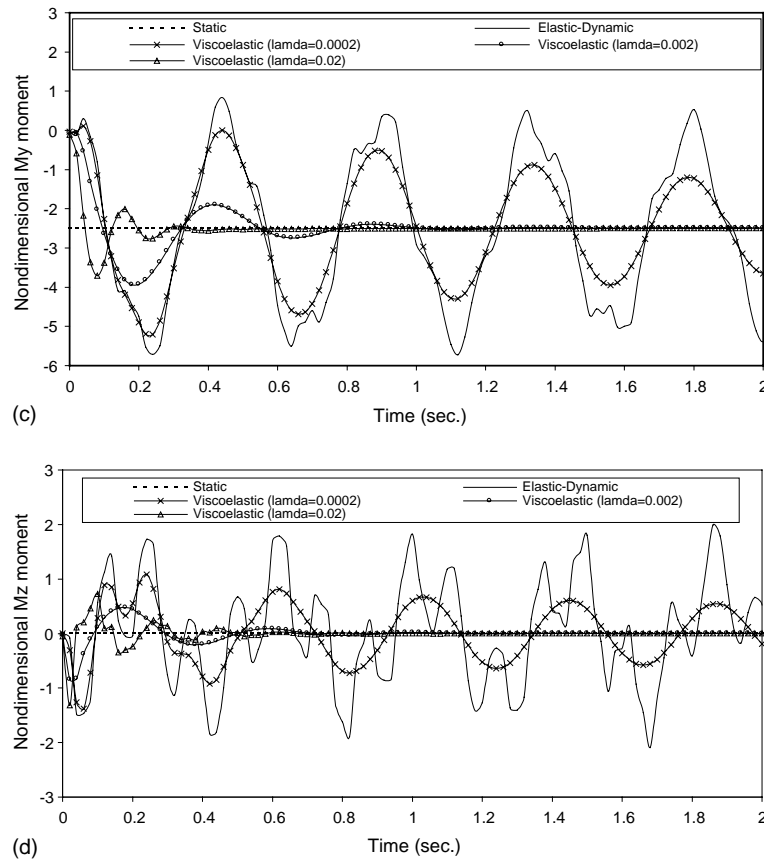 3
2
1
0
-1
-2
-3
-4
-5
-6
Nondimensional My moment
Static
Elastic-Dynamic
Viscoelastic (lamda=0.0002)
Viscoelastic (lamda=0.002)
Viscoelastic (lamda=0.02)
0 0.2 0.4 0.6 0.8 1 1.2 1.4 1.6 1.8 2
Time (sec.)
(c)
3
2
1
0
-1
-2
-3
Nondimensional Mz moment
Static
Elastic-Dynamic
Viscoelastic (lamda=0.0002)
Viscoelastic (lamda=0.002)
Viscoelastic (lamda=0.02)
0 0.2 0.4 0.6 0.8 1 1.2 1.4 1.6 1.8 2
Time (sec.)
(d)